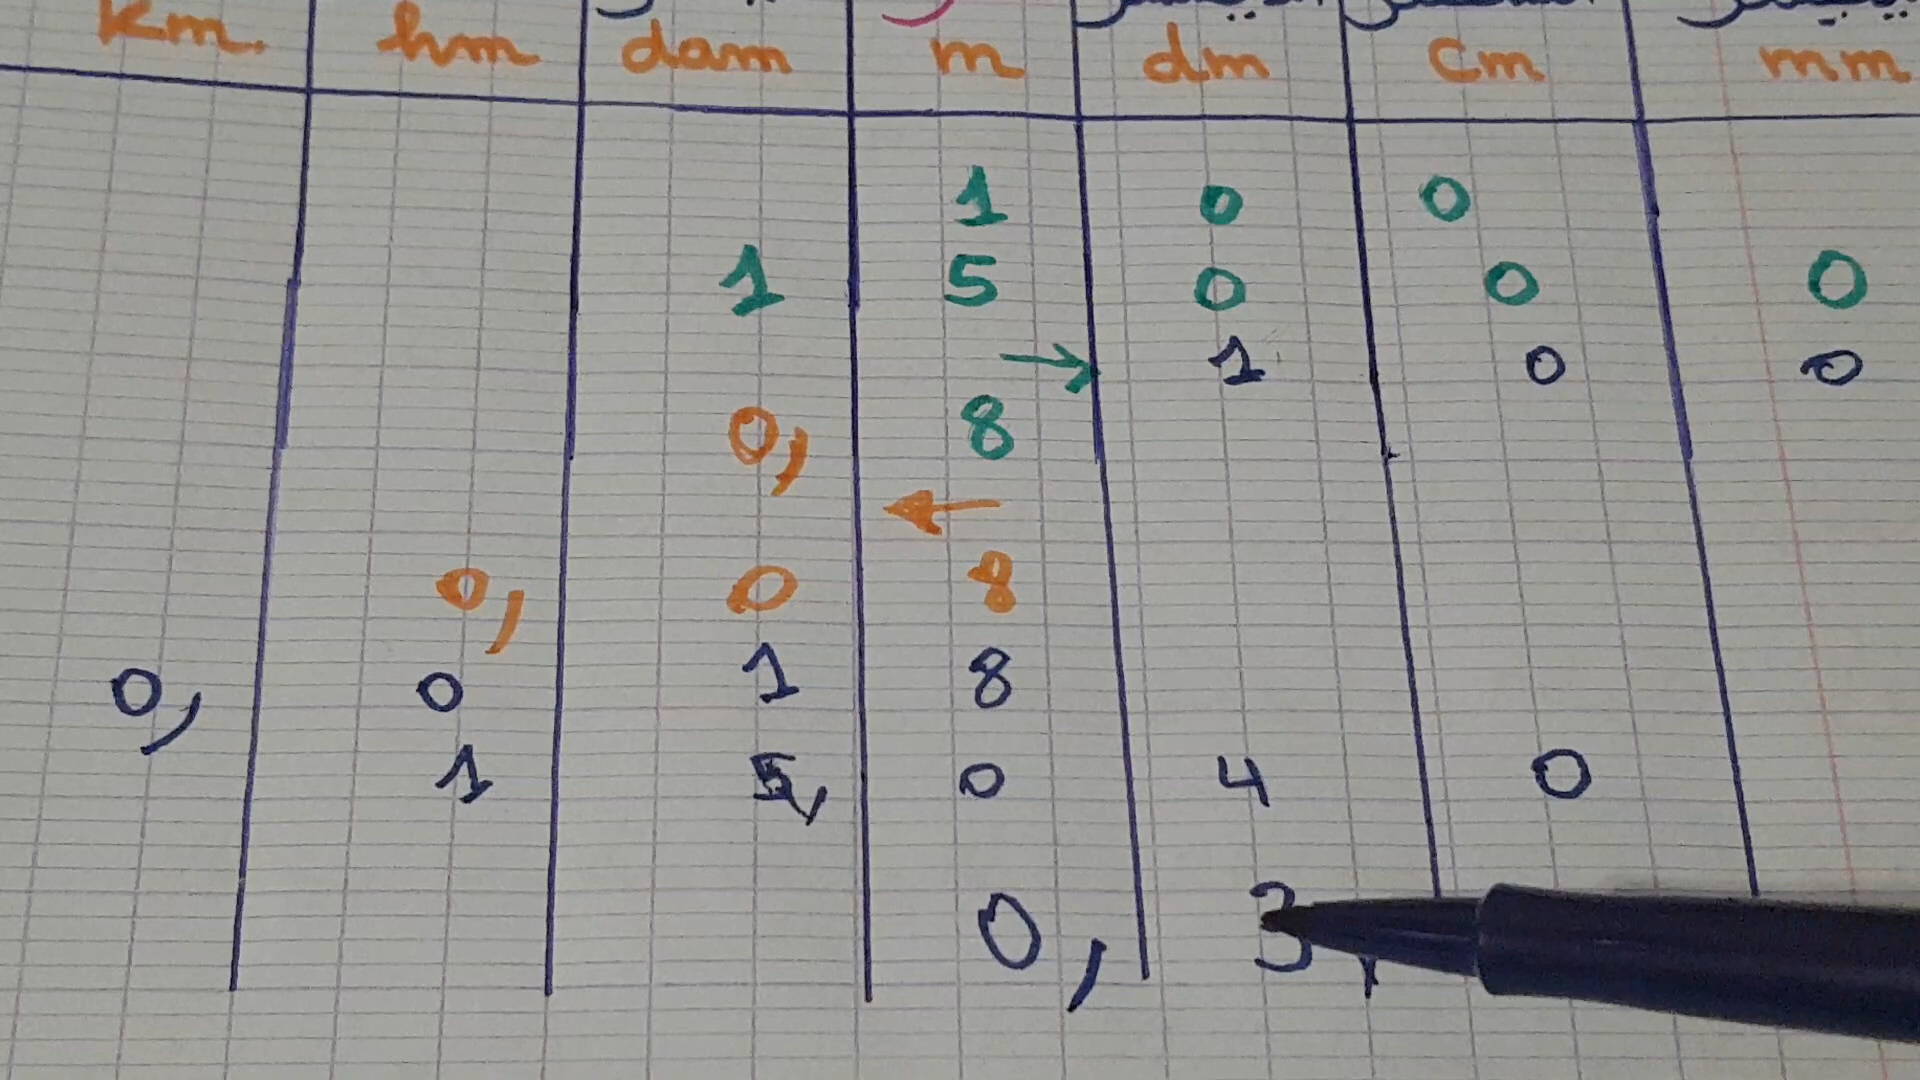 km. hm dam m dm cm mm
1 0 0
1 5 0 0 0
→ 1 0 0
0, 8
←
0, 0 8
0, 0 1 8
1 5, 0 4 0
0, 3,